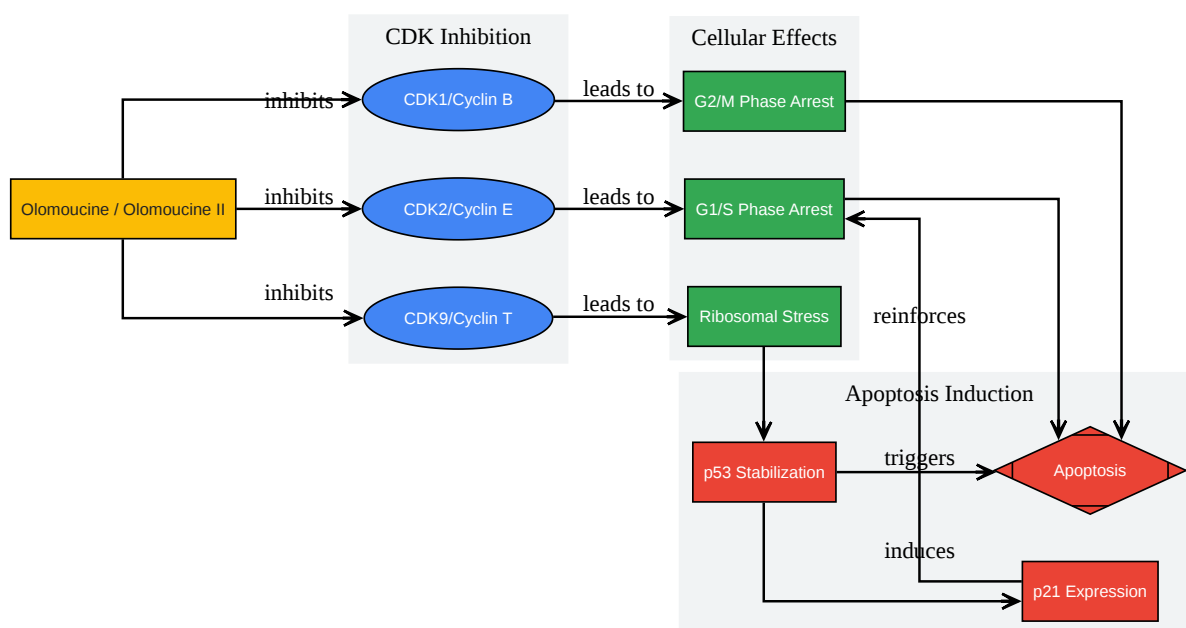 CDK Inhibition
Cellular Effects
inhibits
CDK1/Cyclin B
leads to
G2/M Phase Arrest
Olomoucine / Olomoucine II
inhibits
CDK2/Cyclin E
leads to
G1/S Phase Arrest
inhibits
CDK9/Cyclin T
leads to
Ribosomal Stress
reinforces
Apoptosis Induction
p53 Stabilization
triggers
Apoptosis
induces
p21 Expression